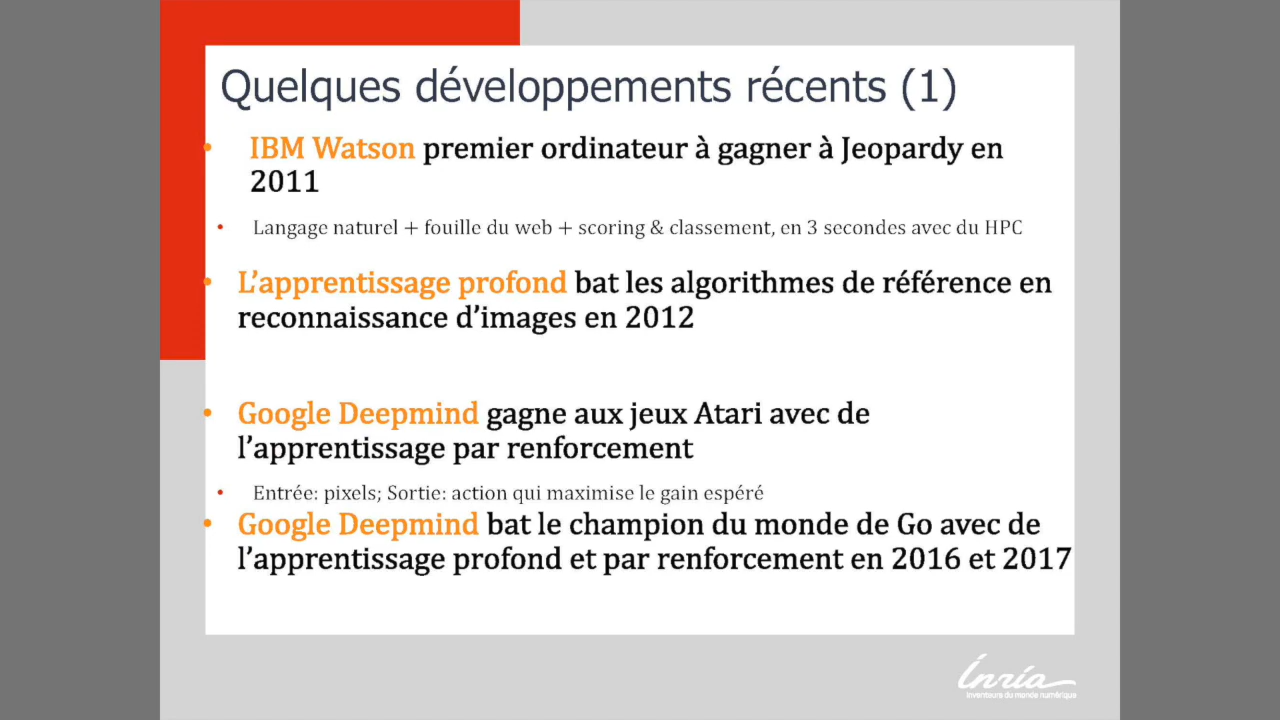 Quelques développements récents (1)
• IBM Watson premier ordinateur à gagner à Jeopardy en
2011
• Langage naturel + fouille du web + scoring & classement, en 3 secondes avec du HPC
• L’apprentissage profond bat les algorithmes de référence en
reconnaissance d’images en 2012
• Google Deepmind gagne aux jeux Atari avec de
l’apprentissage par renforcement
• Entrée: pixels; Sortie: action qui maximise le gain espéré
• Google Deepmind bat le champion du monde de Go avec de
l’apprentissage profond et par renforcement en 2016 et 2017
Inria
inventeurs du monde numérique